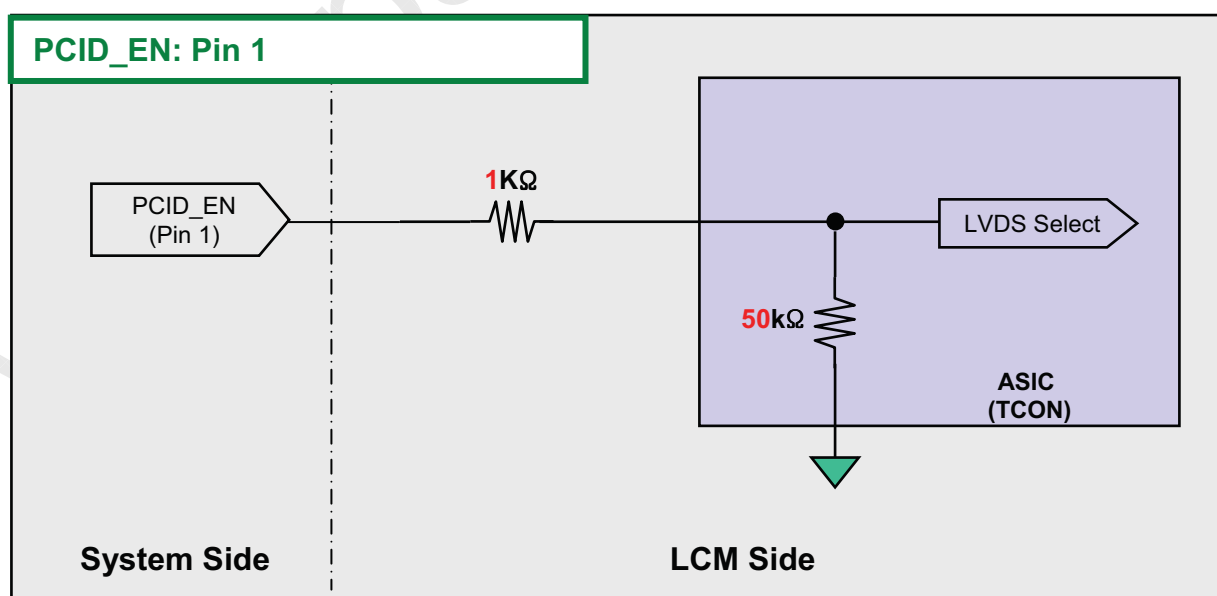 PCID_EN: Pin 1
1KΩ
PCID_EN
(Pin 1)
LVDS Select
50kΩ
ASIC
(TCON)
System Side
LCM Side